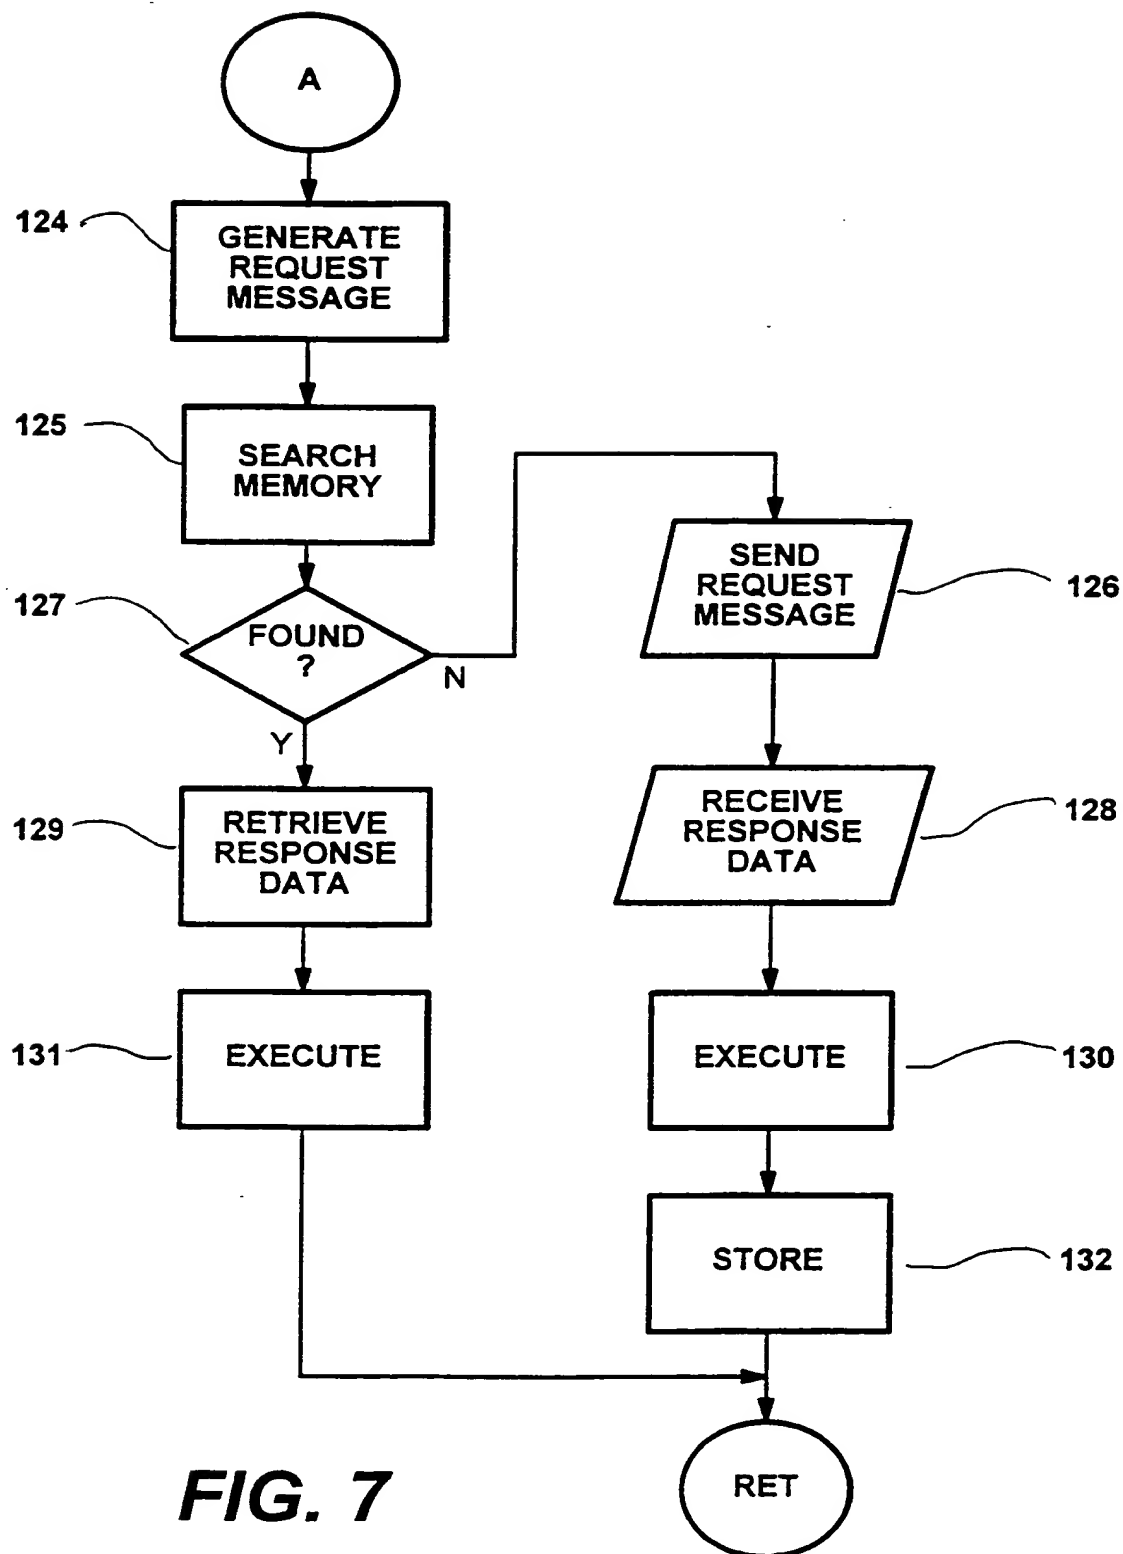 A
124
GENERATE
REQUEST
MESSAGE
125
SEARCH
MEMORY
127
FOUND
?
N
Y
SEND
REQUEST
MESSAGE
126
129
RETRIEVE
RESPONSE
DATA
RECEIVE
RESPONSE
DATA
128
131
EXECUTE
EXECUTE
130
STORE
132
RET
FIG. 7